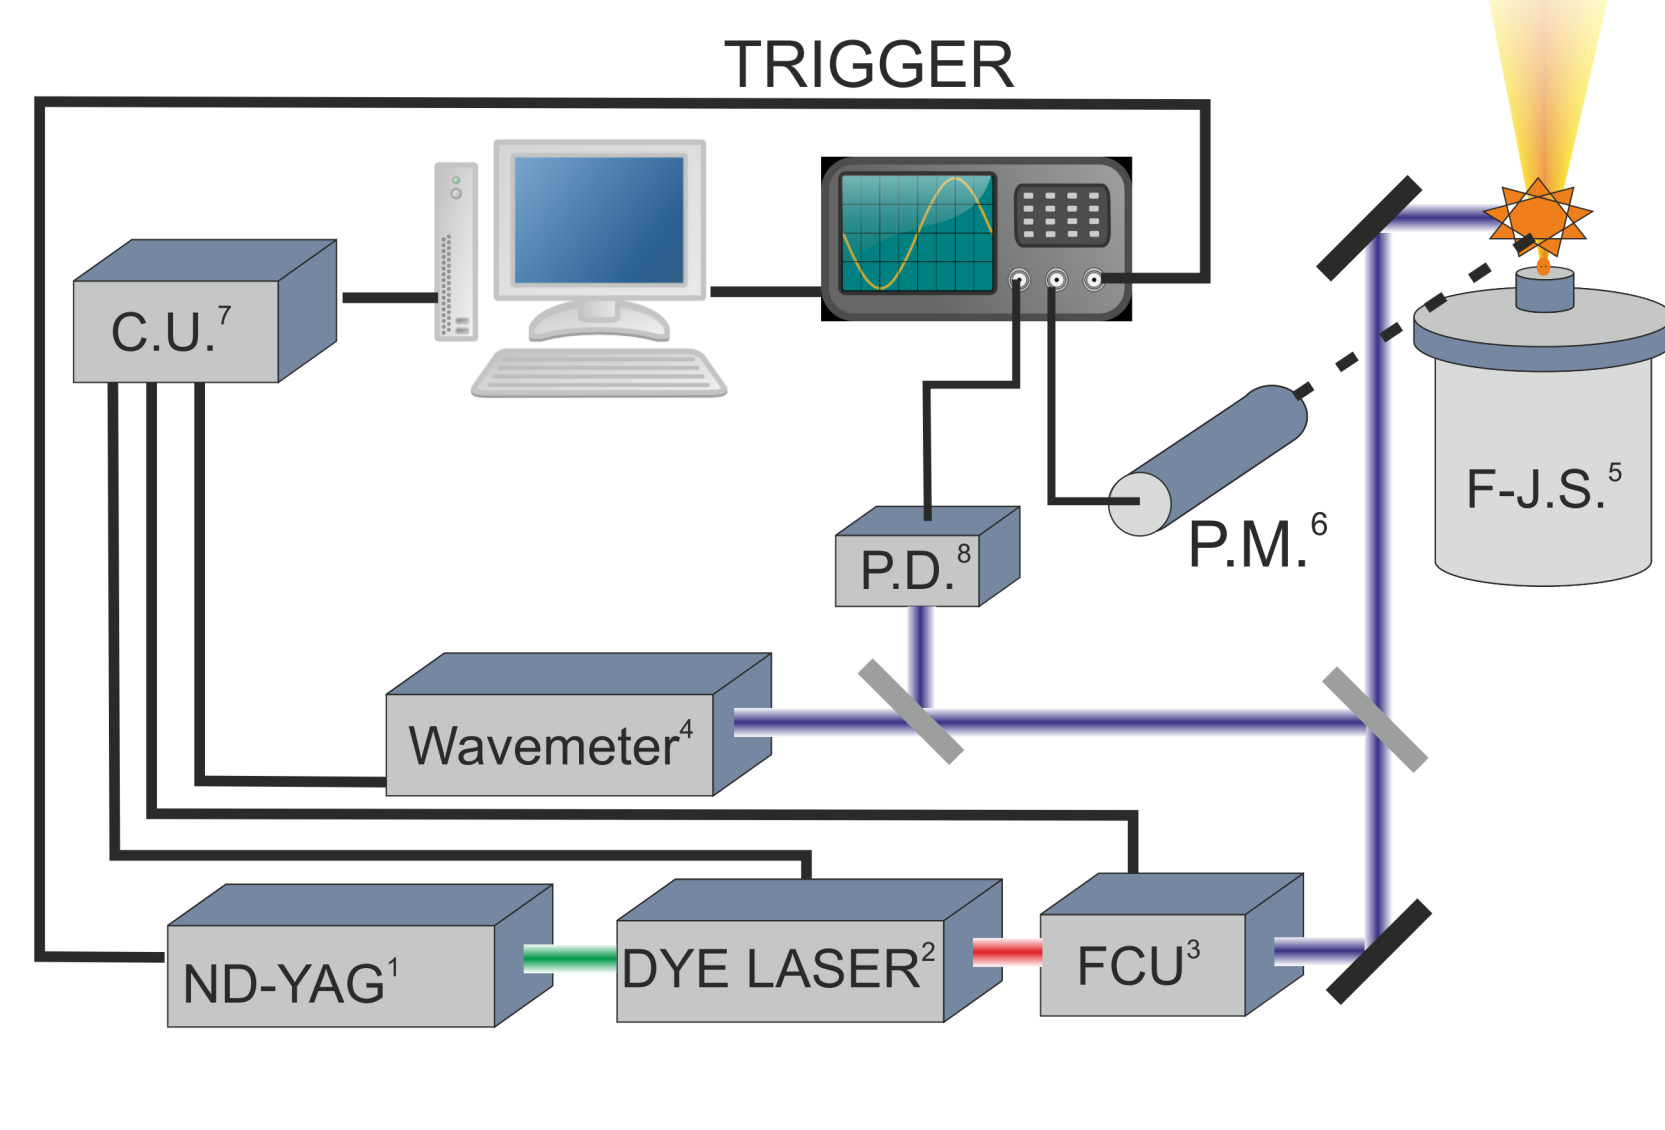 TRIGGER
C.U.⁷
F-J.S.⁵
P.M.⁶
P.D.⁸
Wavemeter⁴
ND-YAG¹
DYE LASER²
FCU³